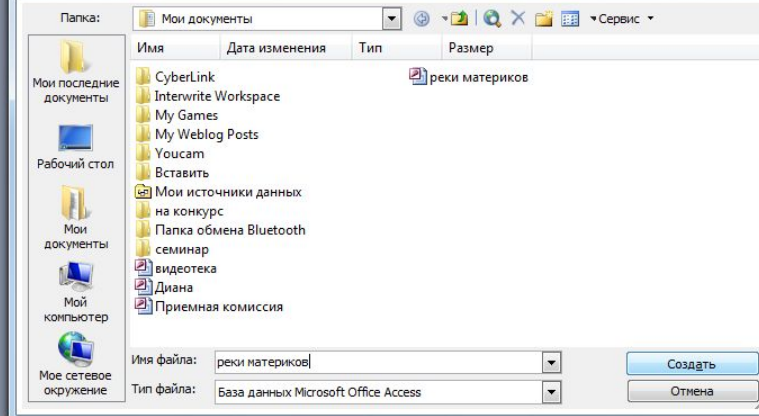 Папка:
Мои документы
Сервис
Имя
Дата изменения
Тип
Размер
Мои последние
документы
Рабочий стол
Мои
документы
Мой
компьютер
Мое сетевое
окружение
CyberLink
Interwrite Workspace
My Games
My Weblog Posts
Youcam
Вставить
Мои источники данных
на конкурс
Папка обмена Bluetooth
семинар
видеотека
Диана
Приемная комиссия
реки материков
Имя файла:
реки материков
Создать
Тип файла:
База данных Microsoft Office Access
Отмена